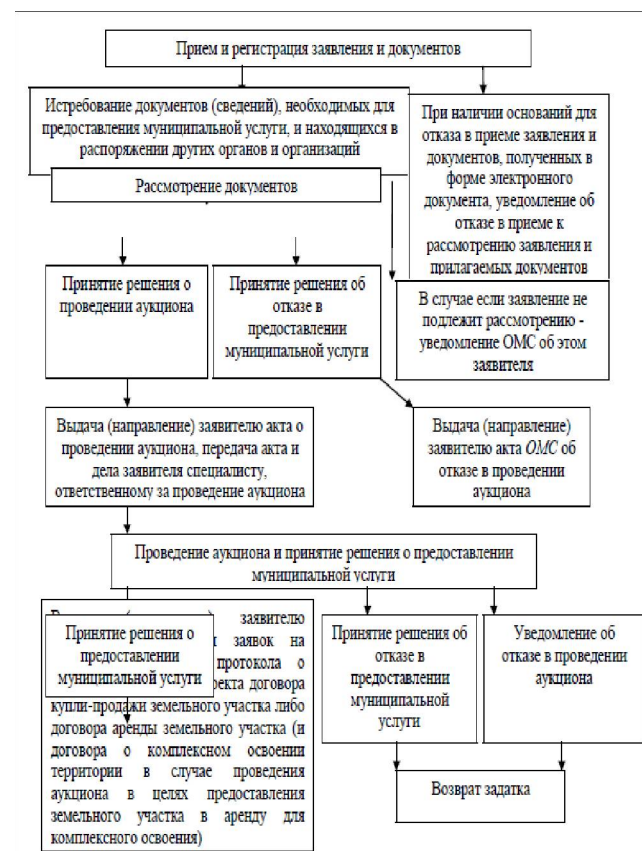 Прием и регистрация заявления и документов
Истребование документов (сведений), необходимых для
предоставления муниципальной услуги, и находящихся в
распоряжении других органов и организаций
Рассмотрение документов
При наличии оснований для
отказа в приеме заявления и
документов, полученных в
форме электронного
документа, уведомление об
отказе в приеме к
рассмотрению заявления и
прилагаемых документов
Принятие решения о
проведении аукциона
Принятие решения об
отказе в
предоставлении
муниципальной услуги
В случае если заявление не
подлежит рассмотрению -
уведомление ОМС об этом
заявителя
Выдача (направление) заявителю акта о
проведении аукциона, передача акта и
дела заявителя специалисту,
ответственному за проведение аукциона
Выдача (направление)
заявителю акта ОМС об
отказе в проведении
аукциона
Проведение аукциона и принятие решения о предоставлении
муниципальной услуги
Принятие решения о
предоставлении
муниципальной услуги
заявителю
заявок на
протокола о
договора
купли-продажи земельного участка либо
договора аренды земельного участка (и
договора о комплексном освоении
территории в случае проведения
аукциона в целях предоставления
земельного участка в аренду для
комплексного освоения)
Принятие решения об
отказе в
предоставлении
муниципальной
услуги
Уведомление об
отказе в проведении
аукциона
Возврат задатка